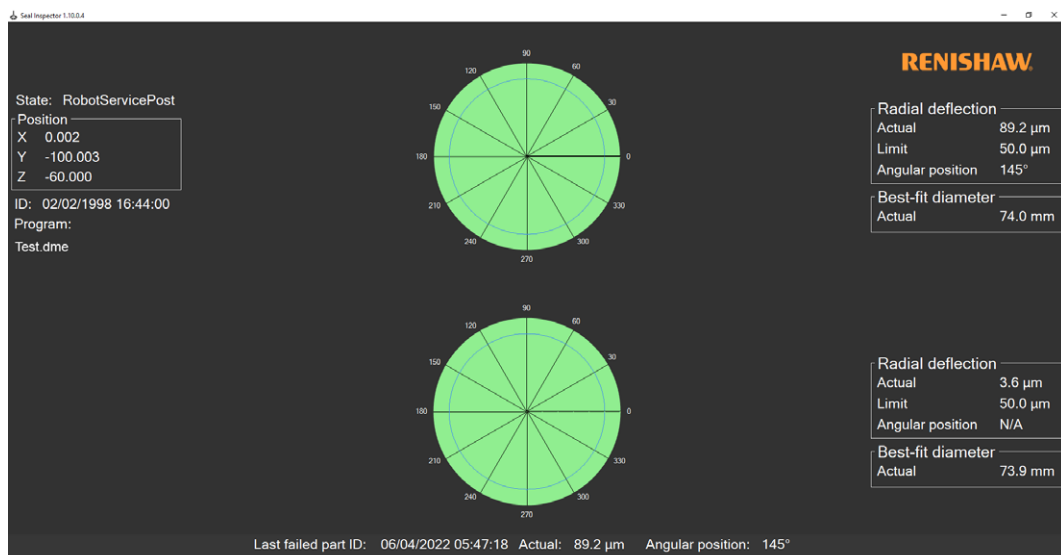 Seal Inspector 1.10.0.4
RENISHAW.
State: RobotServicePost
Position
X 0.002
Y -100.003
Z -60.000
ID: 02/02/1998 16:44:00
Program:
Test.dme
90
60
30
0
330
300
270
240
210
180
150
120
Radial deflection
Actual 89.2 µm
Limit 50.0 µm
Angular position 145°
Best-fit diameter
Actual 74.0 mm
90
60
30
0
330
300
270
240
210
180
150
120
Radial deflection
Actual 3.6 µm
Limit 50.0 µm
Angular position N/A
Best-fit diameter
Actual 73.9 mm
Last failed part ID: 06/04/2022 05:47:18 Actual: 89.2 µm Angular position: 145°